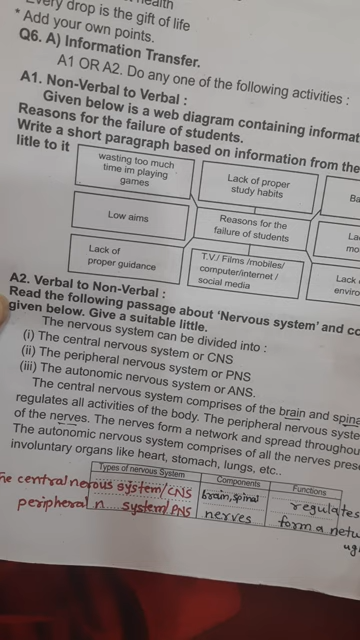 health
Every drop is the gift of life
* Add your own points.
Q6. A) Information Transfer.
A1 OR A2. Do any one of the following activities :
A1. Non-Verbal to Verbal :
Given below is a web diagram containing informat
Reasons for the failure of students.
Write a short paragraph based on information from the
litle to it
wasting too much
time im playing
games
Lack of proper
study habits
Ba
Low aims
Reasons for the
failure of students
La
mo
Lack of
proper guidance
T.V./ Films /mobiles/
computer/internet /
social media
Lack
enviro
A2. Verbal to Non-Verbal :
Read the following passage about 'Nervous system' and co
given below. Give a suitable little.
The nervous system can be divided into :
(i) The central nervous system or CNS
(ii) The peripheral nervous system or PNS
(iii) The autonomic nervous system or ANS.
The central nervous system comprises of the brain and spina
regulates all activities of the body. The peripheral nervous syste
of the nerves. The nerves form a network and spread throughou
The autonomic nervous system comprises of all the nerves pres
involuntary organs like heart, stomach, lungs, etc..
Types of nervous System Components Functions
he central nerous system/CNS brain, spinal regulates
peripheral n system/PNS nerves form a netw